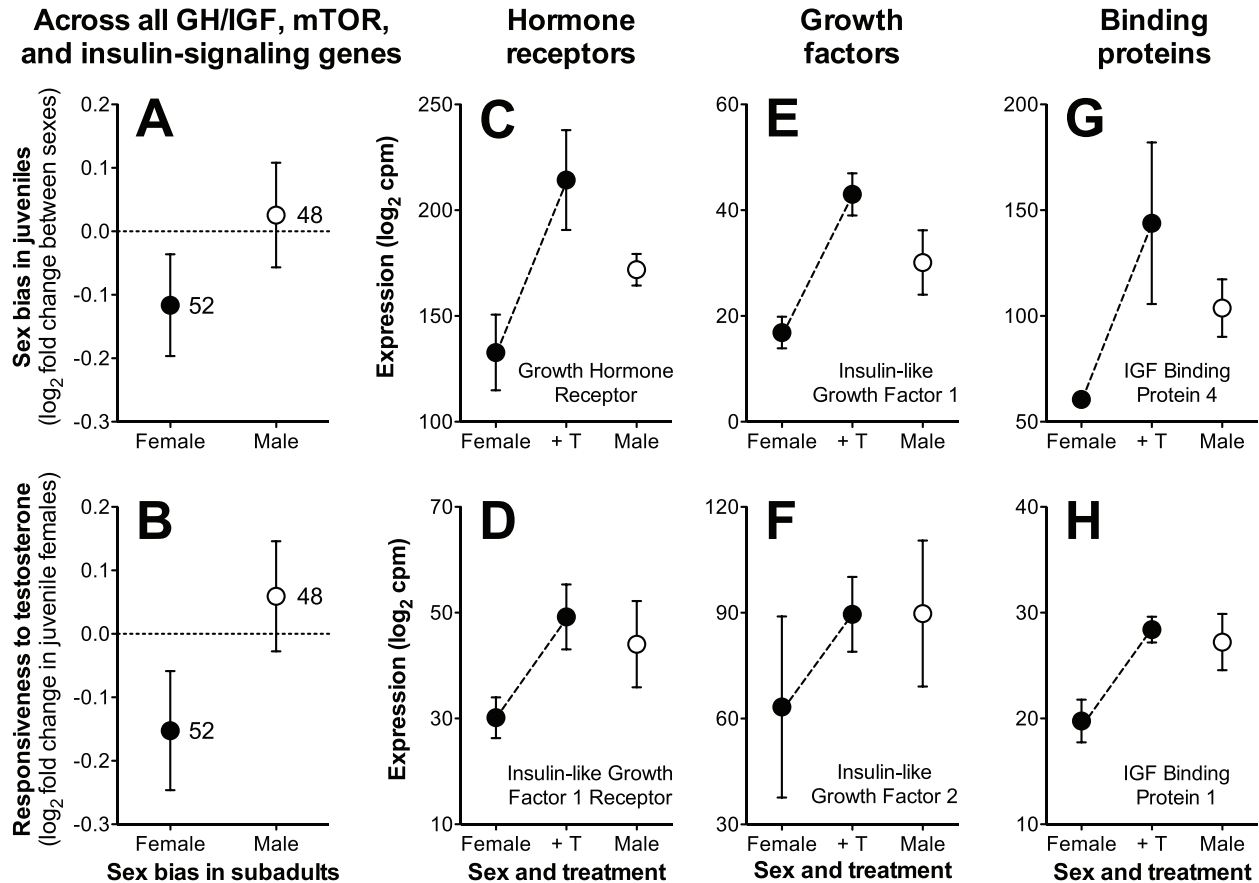 Across all GH/IGF, mTOR,
and insulin-signaling genes
Hormone
receptors
Growth
factors
Binding
proteins
Sex bias in juveniles
(log2 fold change between sexes)
0.2
0.1
0.0
-0.1
-0.2
-0.3
A
52
48
Female
Male
Expression (log2 cpm)
250
200
150
100
C
Growth Hormone
Receptor
Female
+ T
Male
60
40
20
0
E
Insulin-like
Growth Factor 1
Female
+ T
Male
200
150
100
50
G
IGF Binding
Protein 4
Female
+ T
Male
Responsiveness to testosterone
(log2 fold change in juvenile females)
0.2
0.1
0.0
-0.1
-0.2
-0.3
B
52
48
Female
Male
Sex bias in subadults
Expression (log2 cpm)
70
50
30
10
D
Insulin-like Growth
Factor 1 Receptor
Female
+ T
Male
Sex and treatment
120
90
60
30
F
Insulin-like
Growth Factor 2
Female
+ T
Male
Sex and treatment
40
30
20
10
H
IGF Binding
Protein 1
Female
+ T
Male
Sex and treatment